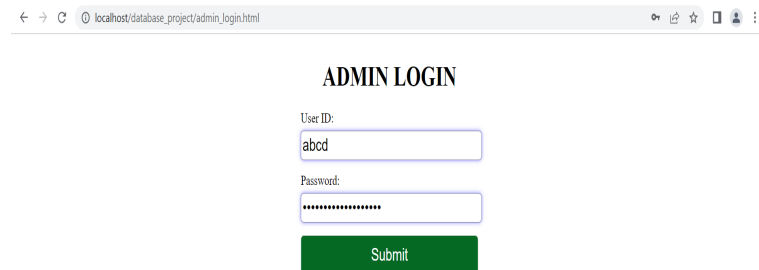 localhost/database_project/admin_login.html
ADMIN LOGIN
User ID:
abcd
Password:
•••••••••••••••••••
Submit